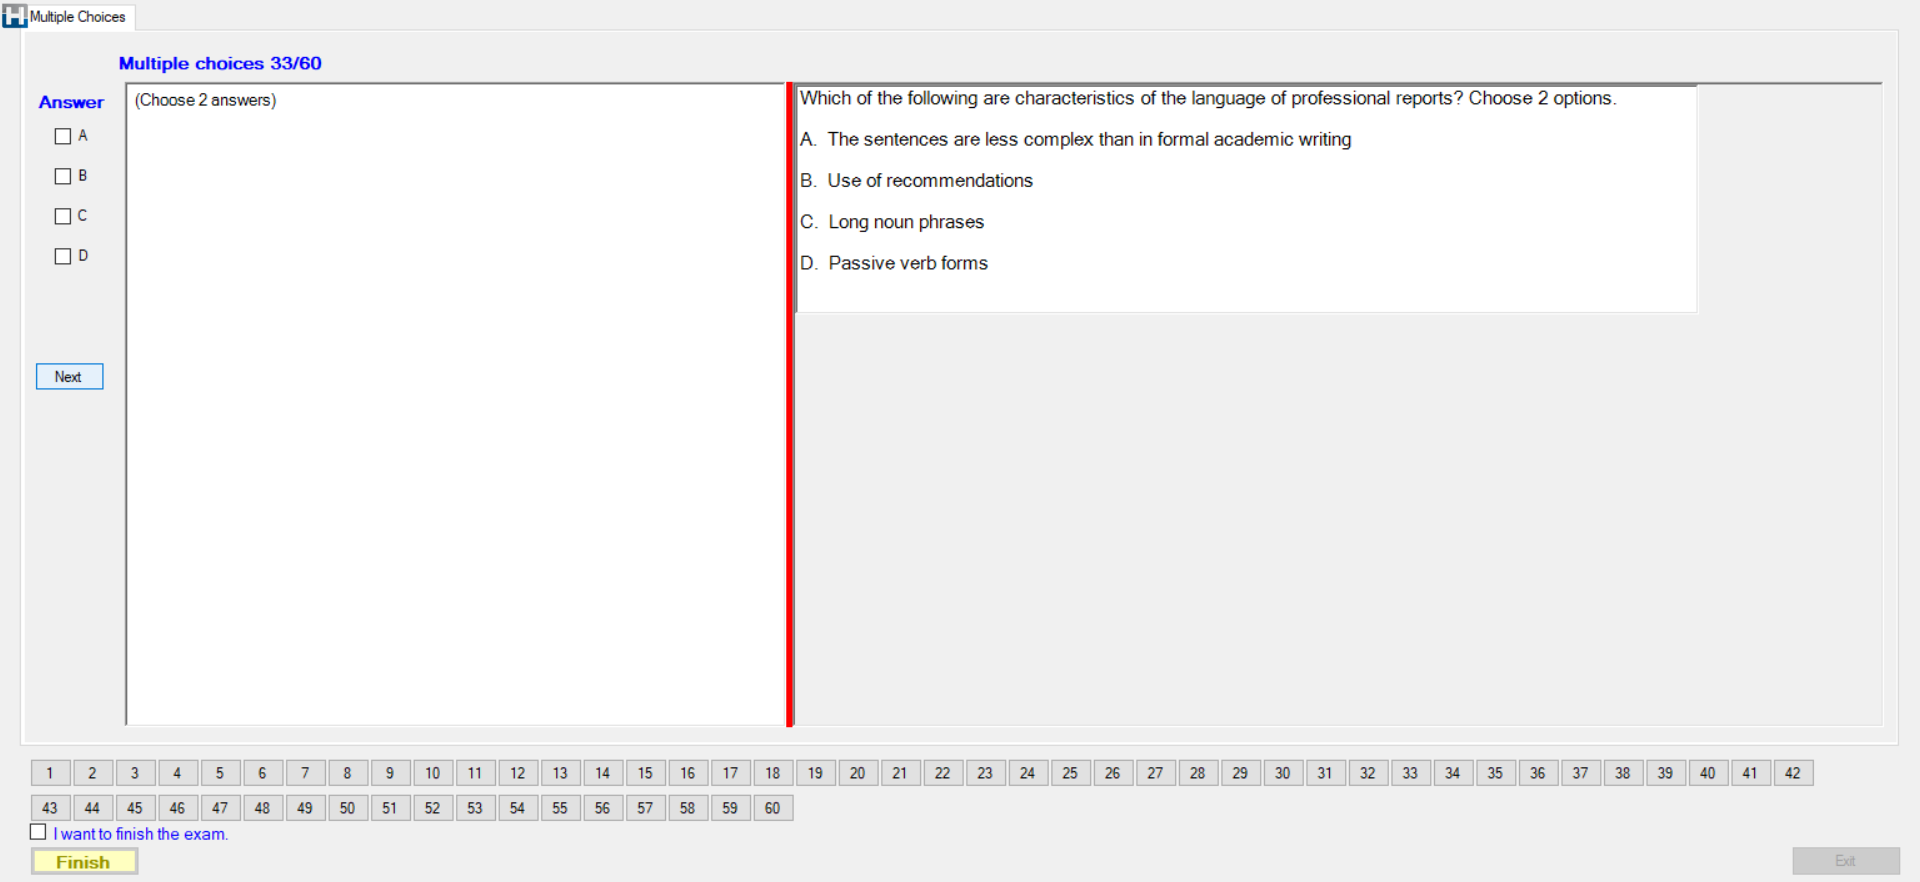 Multiple Choices
Multiple choices 33/60
Answer
A
B
C
D
Next
(Choose 2 answers)
Which of the following are characteristics of the language of professional reports? Choose 2 options.
A. The sentences are less complex than in formal academic writing
B. Use of recommendations
C. Long noun phrases
D. Passive verb forms
1 2 3 4 5 6 7 8 9 10 11 12 13 14 15 16 17 18 19 20 21 22 23 24 25 26 27 28 29 30 31 32 33 34 35 36 37 38 39 40 41 42
43 44 45 46 47 48 49 50 51 52 53 54 55 56 57 58 59 60
I want to finish the exam.
Finish
Exit